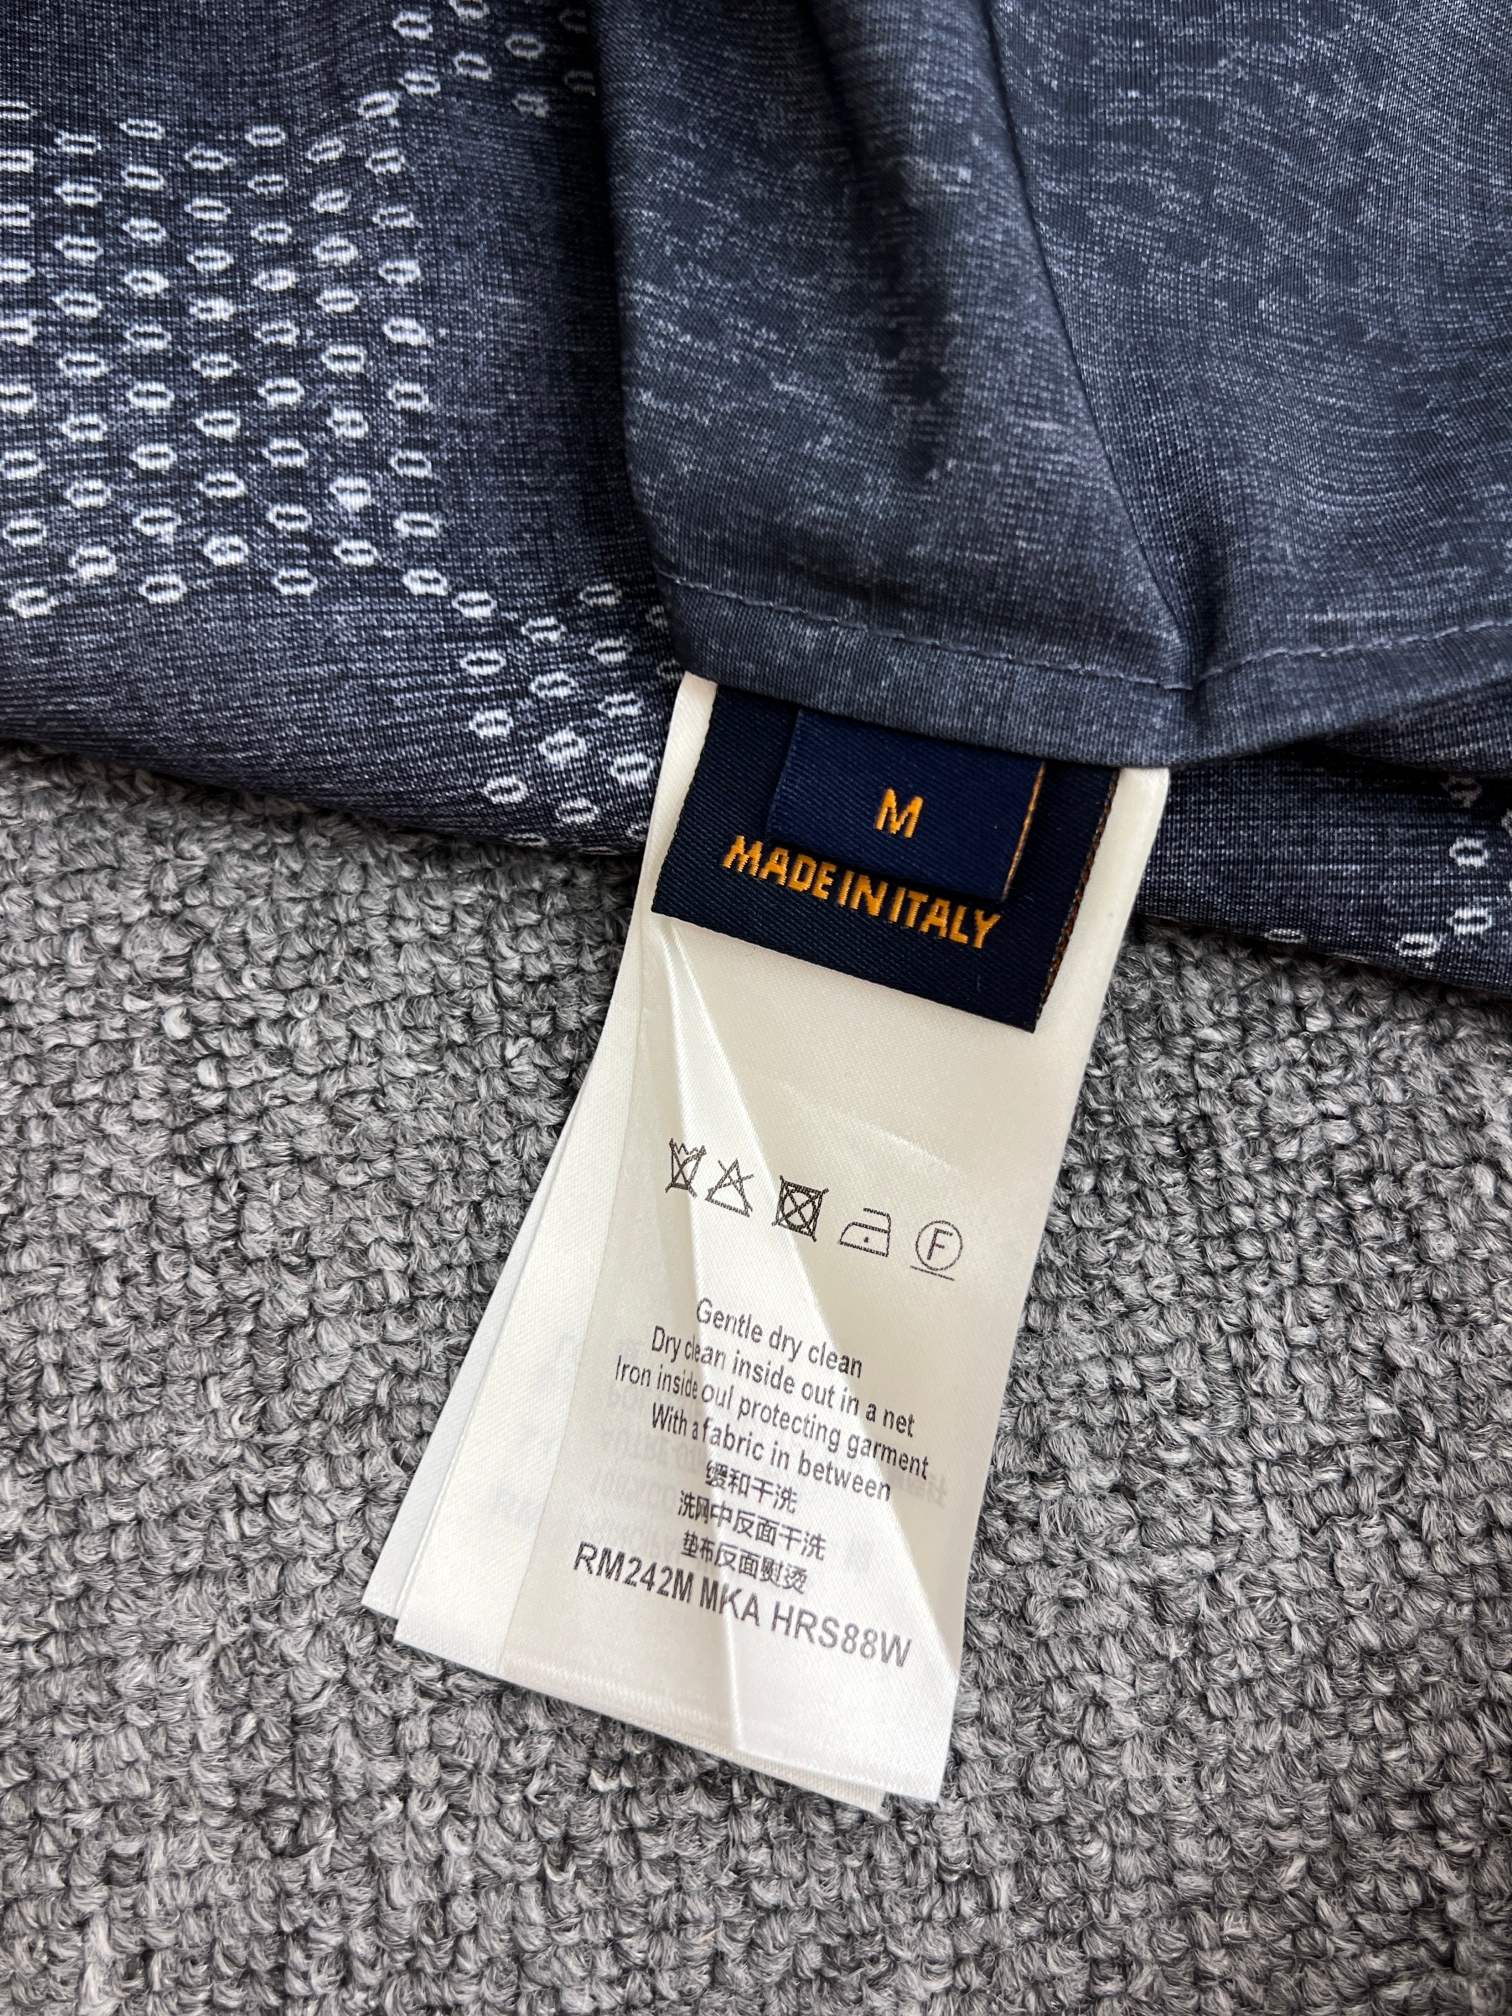 M
MADE IN ITALY
F
Gentle dry clean
Dry clean inside out in a net
Iron inside oul protecting garment
With a fabric in between
缓和干洗
洗网中反面干洗
垫布反面熨烫
RM242M MKA HRS88W